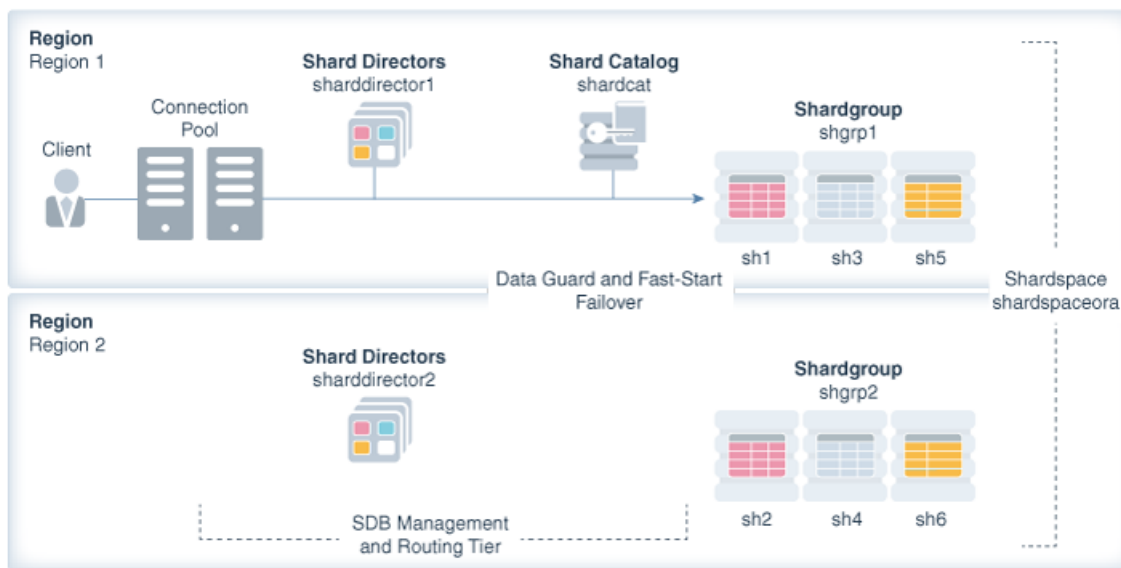 Region
Region 1
Shard Directors
sharddirector1
Shard Catalog
shardcat
Connection
Pool
Client
Shardgroup
shgrp1
sh1 sh3 sh5
Data Guard and Fast-Start
Failover
Shardspace
shardspaceora
Region
Region 2
Shard Directors
sharddirector2
Shardgroup
shgrp2
sh2 sh4 sh6
SDB Management
and Routing Tier